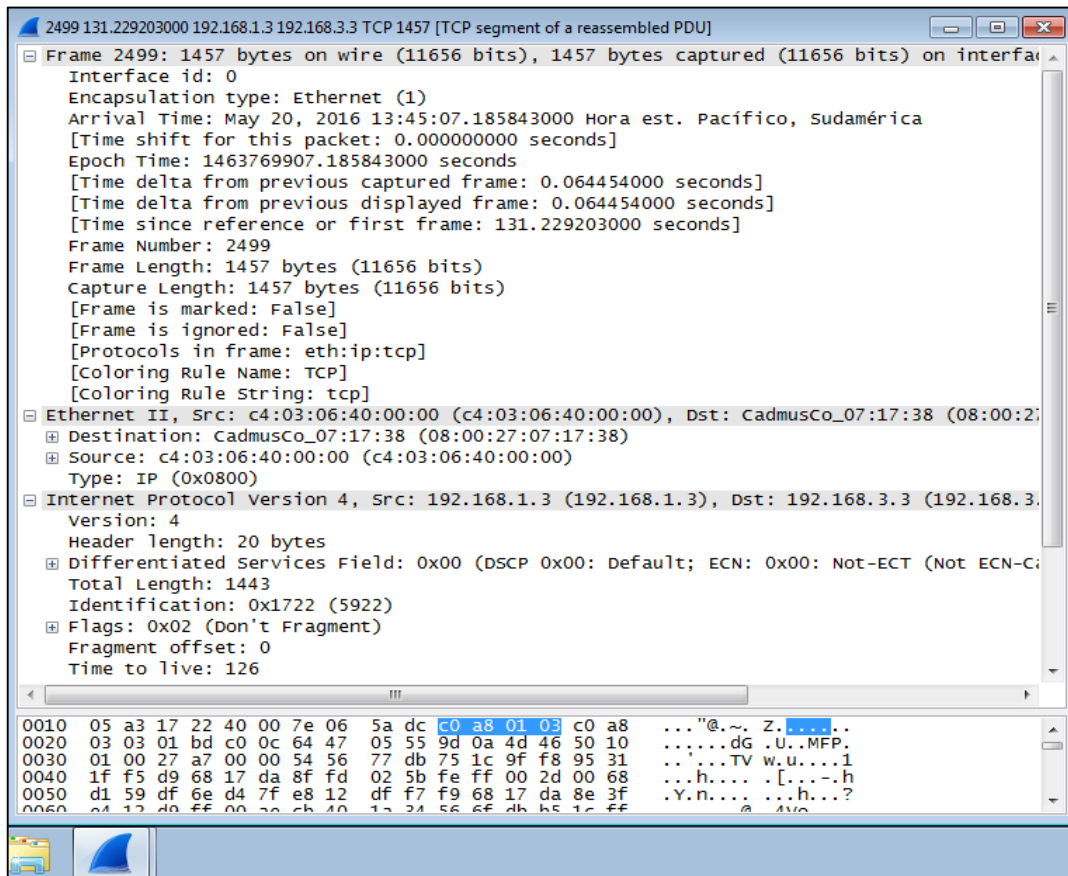 2499 131.229203000 192.168.1.3 192.168.3.3 TCP 1457 [TCP segment of a reassembled PDU]
Frame 2499: 1457 bytes on wire (11656 bits), 1457 bytes captured (11656 bits) on interfa
Interface id: 0
Encapsulation type: Ethernet (1)
Arrival Time: May 20, 2016 13:45:07.185843000 Hora est. Pacífico, Sudamérica
[Time shift for this packet: 0.000000000 seconds]
Epoch Time: 1463769907.185843000 seconds
[Time delta from previous captured frame: 0.064454000 seconds]
[Time delta from previous displayed frame: 0.064454000 seconds]
[Time since reference or first frame: 131.229203000 seconds]
Frame Number: 2499
Frame Length: 1457 bytes (11656 bits)
Capture Length: 1457 bytes (11656 bits)
[Frame is marked: False]
[Frame is ignored: False]
[Protocols in frame: eth:ip:tcp]
[Coloring Rule Name: TCP]
[Coloring Rule String: tcp]
Ethernet II, Src: c4:03:06:40:00:00 (c4:03:06:40:00:00), Dst: CadmusCo_07:17:38 (08:00:27
Destination: CadmusCo_07:17:38 (08:00:27:07:17:38)
Source: c4:03:06:40:00:00 (c4:03:06:40:00:00)
Type: IP (0x0800)
Internet Protocol Version 4, Src: 192.168.1.3 (192.168.1.3), Dst: 192.168.3.3 (192.168.3.
Version: 4
Header length: 20 bytes
Differentiated Services Field: 0x00 (DSCP 0x00: Default; ECN: 0x00: Not-ECT (Not ECN-Ca
Total Length: 1443
Identification: 0x1722 (5922)
Flags: 0x02 (Don't Fragment)
Fragment offset: 0
Time to live: 126
0010 05 a3 17 22 40 00 7e 06 5a dc c0 a8 01 03 c0 a8 ..."@.~. Z.......
0020 03 03 01 bd c0 0c 64 47 05 55 9d 0a 4d 46 50 10 ......dG .U..MFP.
0030 01 00 27 a7 00 00 54 56 77 db 75 1c 9f f8 95 31 ..'...TV w.u....1
0040 1f f5 d9 68 17 da 8f fd 02 5b fe ff 00 2d 00 68 ...h.... .[...-.h
0050 d1 59 df 6e d4 7f e8 12 df f7 f9 68 17 da 8e 3f .Y.n.... ...h...?